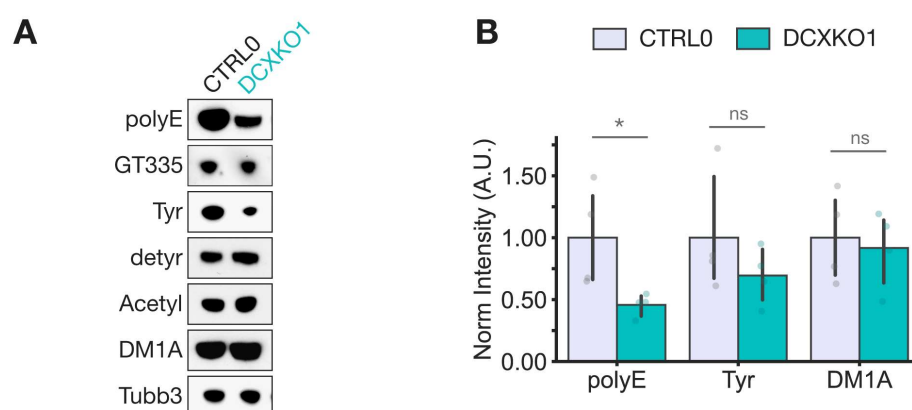 A
CTRL0
DCXKO1
polyE
GT335
Tyr
detyr
Acetyl
DM1A
Tubb3
B
CTRL0
DCXKO1
Norm Intensity (A.U.)
1.50
1.00
0.50
0.00
*
ns
ns
polyE
Tyr
DM1A